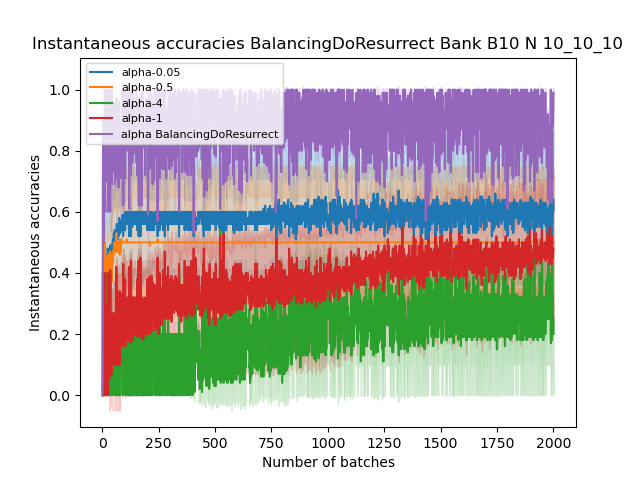 Instantaneous accuracies BalancingDoResurrect Bank B10 N 10_10_10
alpha-0.05
alpha-0.5
alpha-4
alpha-1
alpha BalancingDoResurrect
Instantaneous accuracies
1.0
0.8
0.6
0.4
0.2
0.0
0 250 500 750 1000 1250 1500 1750 2000
Number of batches